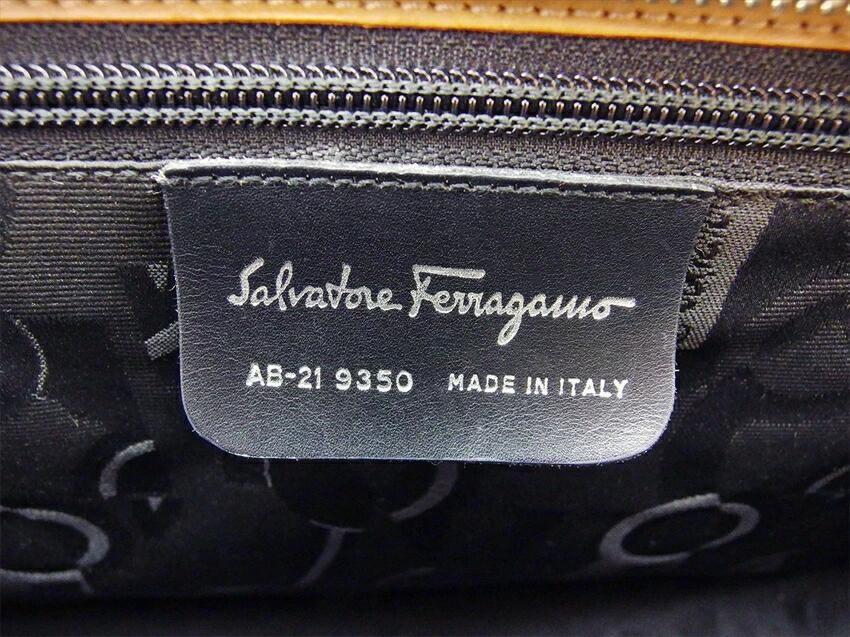 Salvatore Ferragamo
AB-21 9350 MADE IN ITALY